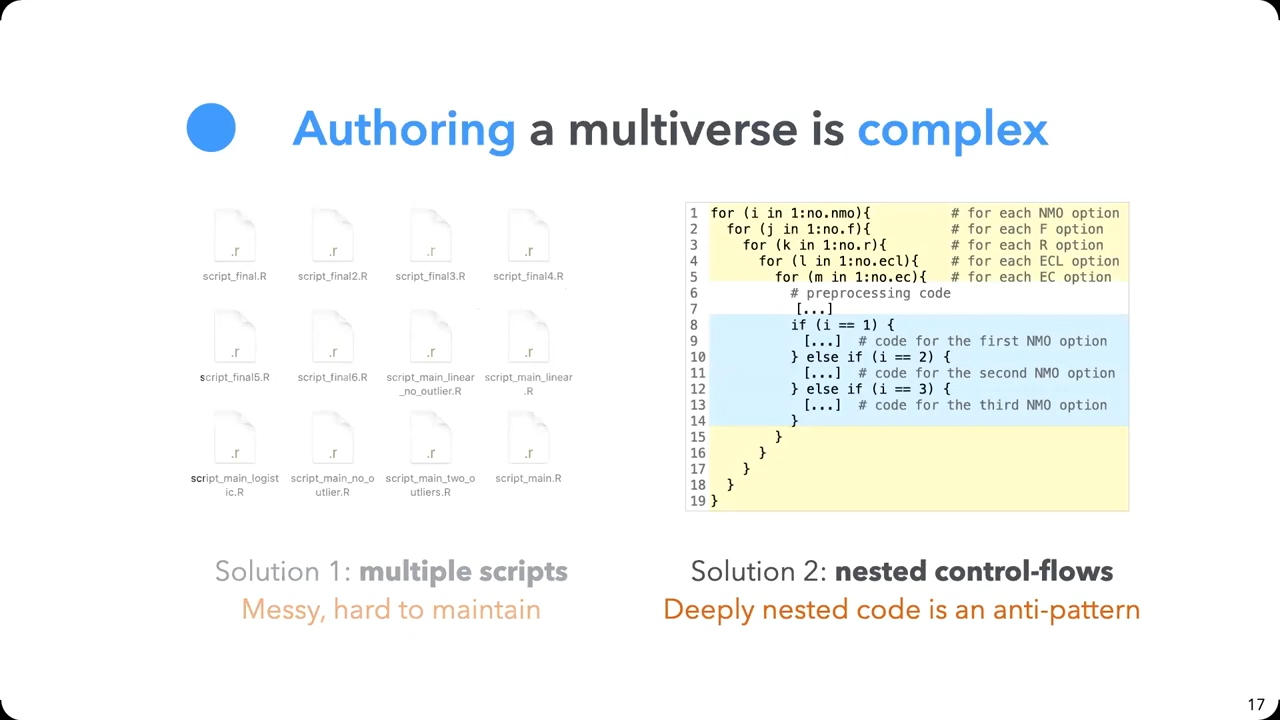 Authoring a multiverse is complex
.r .r .r .r
script_final.R script_final2.R script_final3.R script_final4.R
.r .r .r .r
script_final5.R script_final6.R script_main_linear script_main_linear
_no_outlier.R .R
.r .r .r .r
script_main_logist script_main_no_o script_main_two_o script_main.R
ic.R utlier.R utliers.R
Solution 1: multiple scripts
Messy, hard to maintain
1 for (i in 1:no.nmo){ # for each NMO option
2 for (j in 1:no.f){ # for each F option
3 for (k in 1:no.r){ # for each R option
4 for (l in 1:no.ecl){ # for each ECL option
5 for (m in 1:no.ec){ # for each EC option
6 # preprocessing code
7 [...]
8 if (i == 1) {
9 [...] # code for the first NMO option
10 } else if (i == 2) {
11 [...] # code for the second NMO option
12 } else if (i == 3) {
13 [...] # code for the third NMO option
14 }
15 }
16 }
17 }
18 }
19 }
Solution 2: nested control-flows
Deeply nested code is an anti-pattern
17